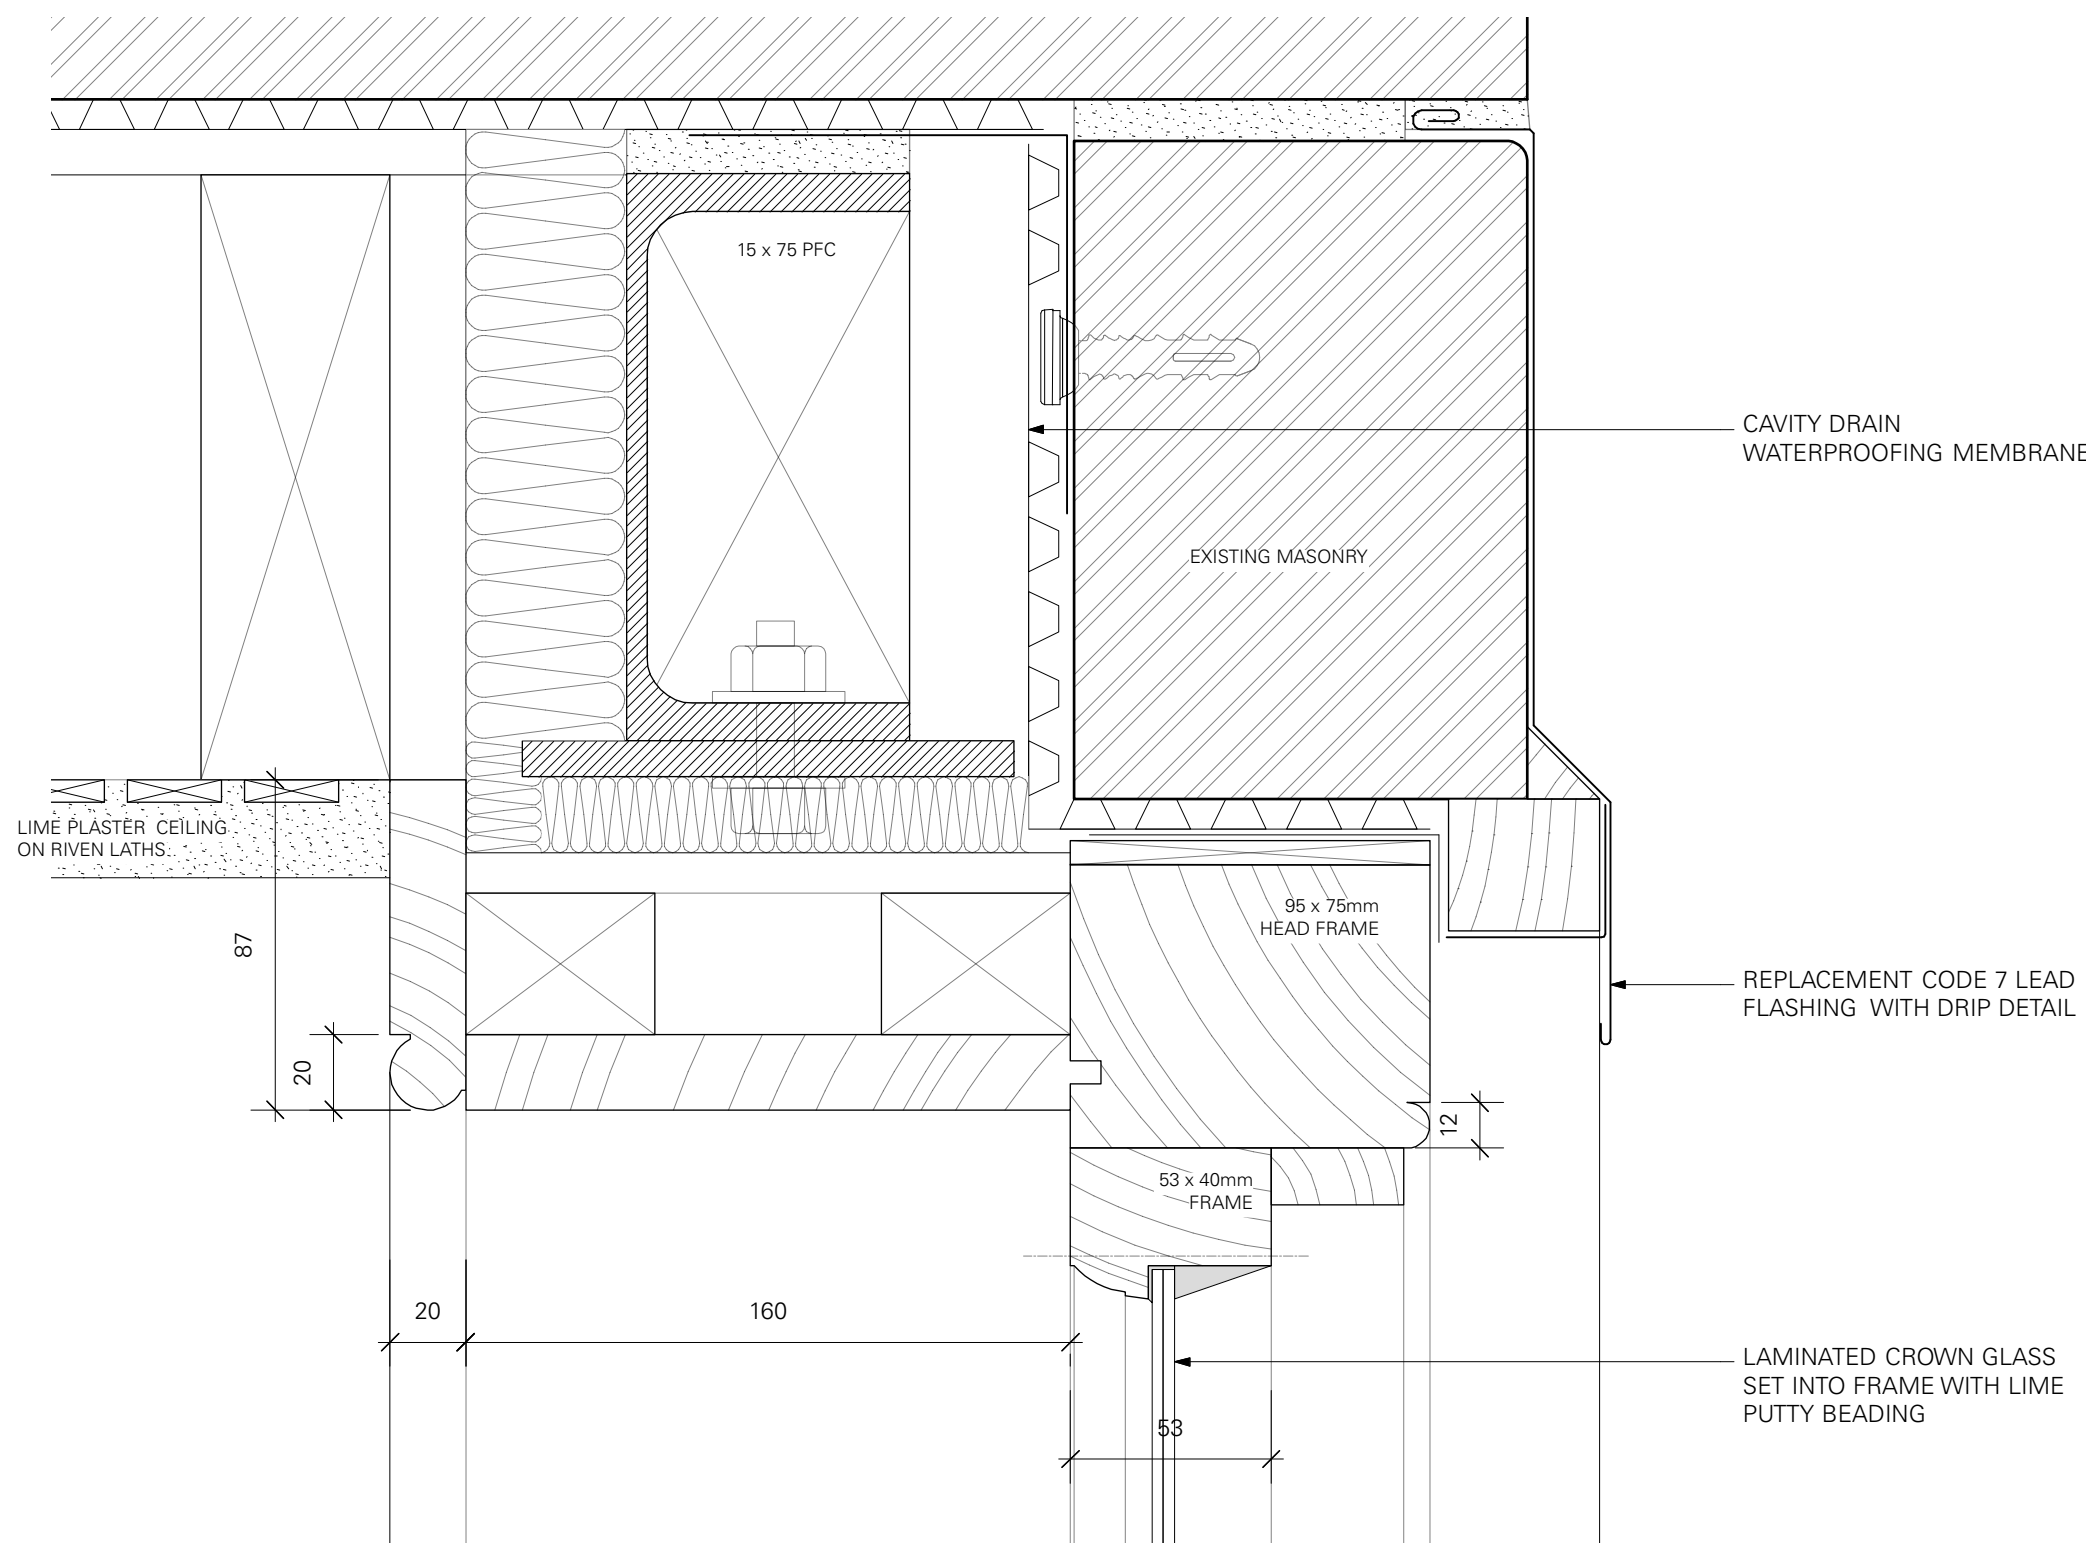 15 x 75 PFC
CAVITY DRAIN
WATERPROOFING MEMBRANE
EXISTING MASONRY
LIME PLASTER CEILING
ON RIVEN LATHS
95 x 75mm
HEAD FRAME
87
20
REPLACEMENT CODE 7 LEAD
FLASHING WITH DRIP DETAIL
12
53 x 40mm
FRAME
20
160
53
LAMINATED CROWN GLASS
SET INTO FRAME WITH LIME
PUTTY BEADING